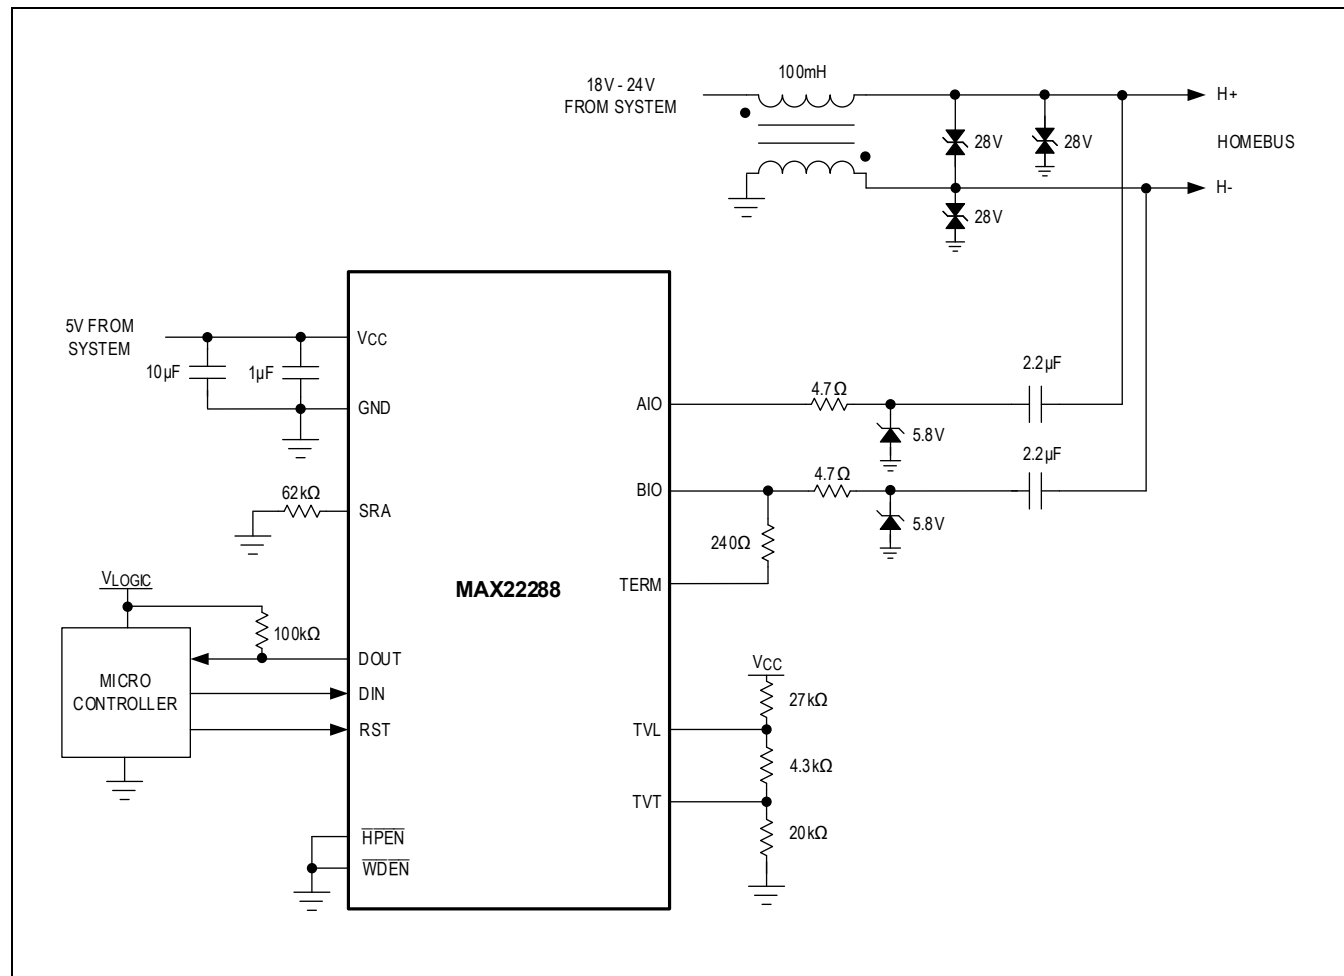 18V - 24V
FROM SYSTEM
100mH
H+
28V
28V
HOMEBUS
H-
28V
5V FROM
SYSTEM
10µF
1µF
VCC
GND
62kΩ
SRA
VLOGIC
100kΩ
MICRO
CONTROLLER
DOUT
DIN
RST
HPEN
WDEN
MAX22288
AIO
4.7Ω
2.2µF
5.8V
BIO
4.7Ω
2.2µF
5.8V
240Ω
TERM
VCC
27kΩ
TVL
4.3kΩ
TVT
20kΩ